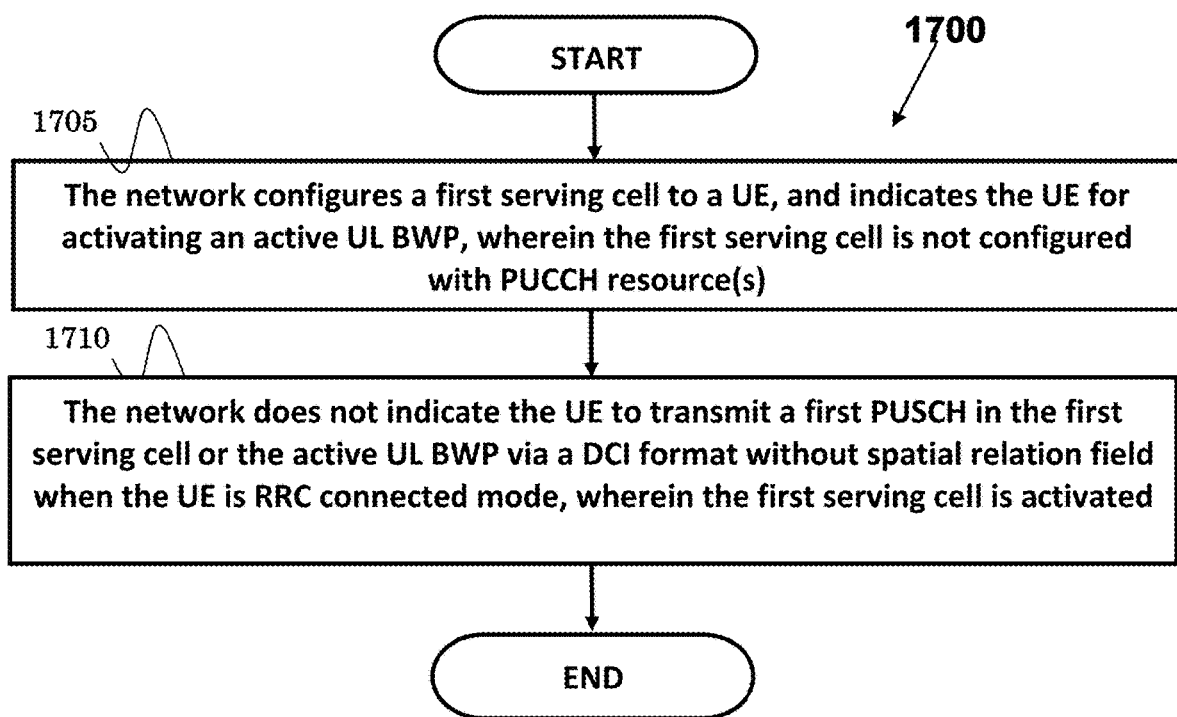 START
1700
1705
The network configures a first serving cell to a UE, and indicates the UE for
activating an active UL BWP, wherein the first serving cell is not configured
with PUCCH resource(s)
1710
The network does not indicate the UE to transmit a first PUSCH in the first
serving cell or the active UL BWP via a DCI format without spatial relation field
when the UE is RRC connected mode, wherein the first serving cell is activated
END